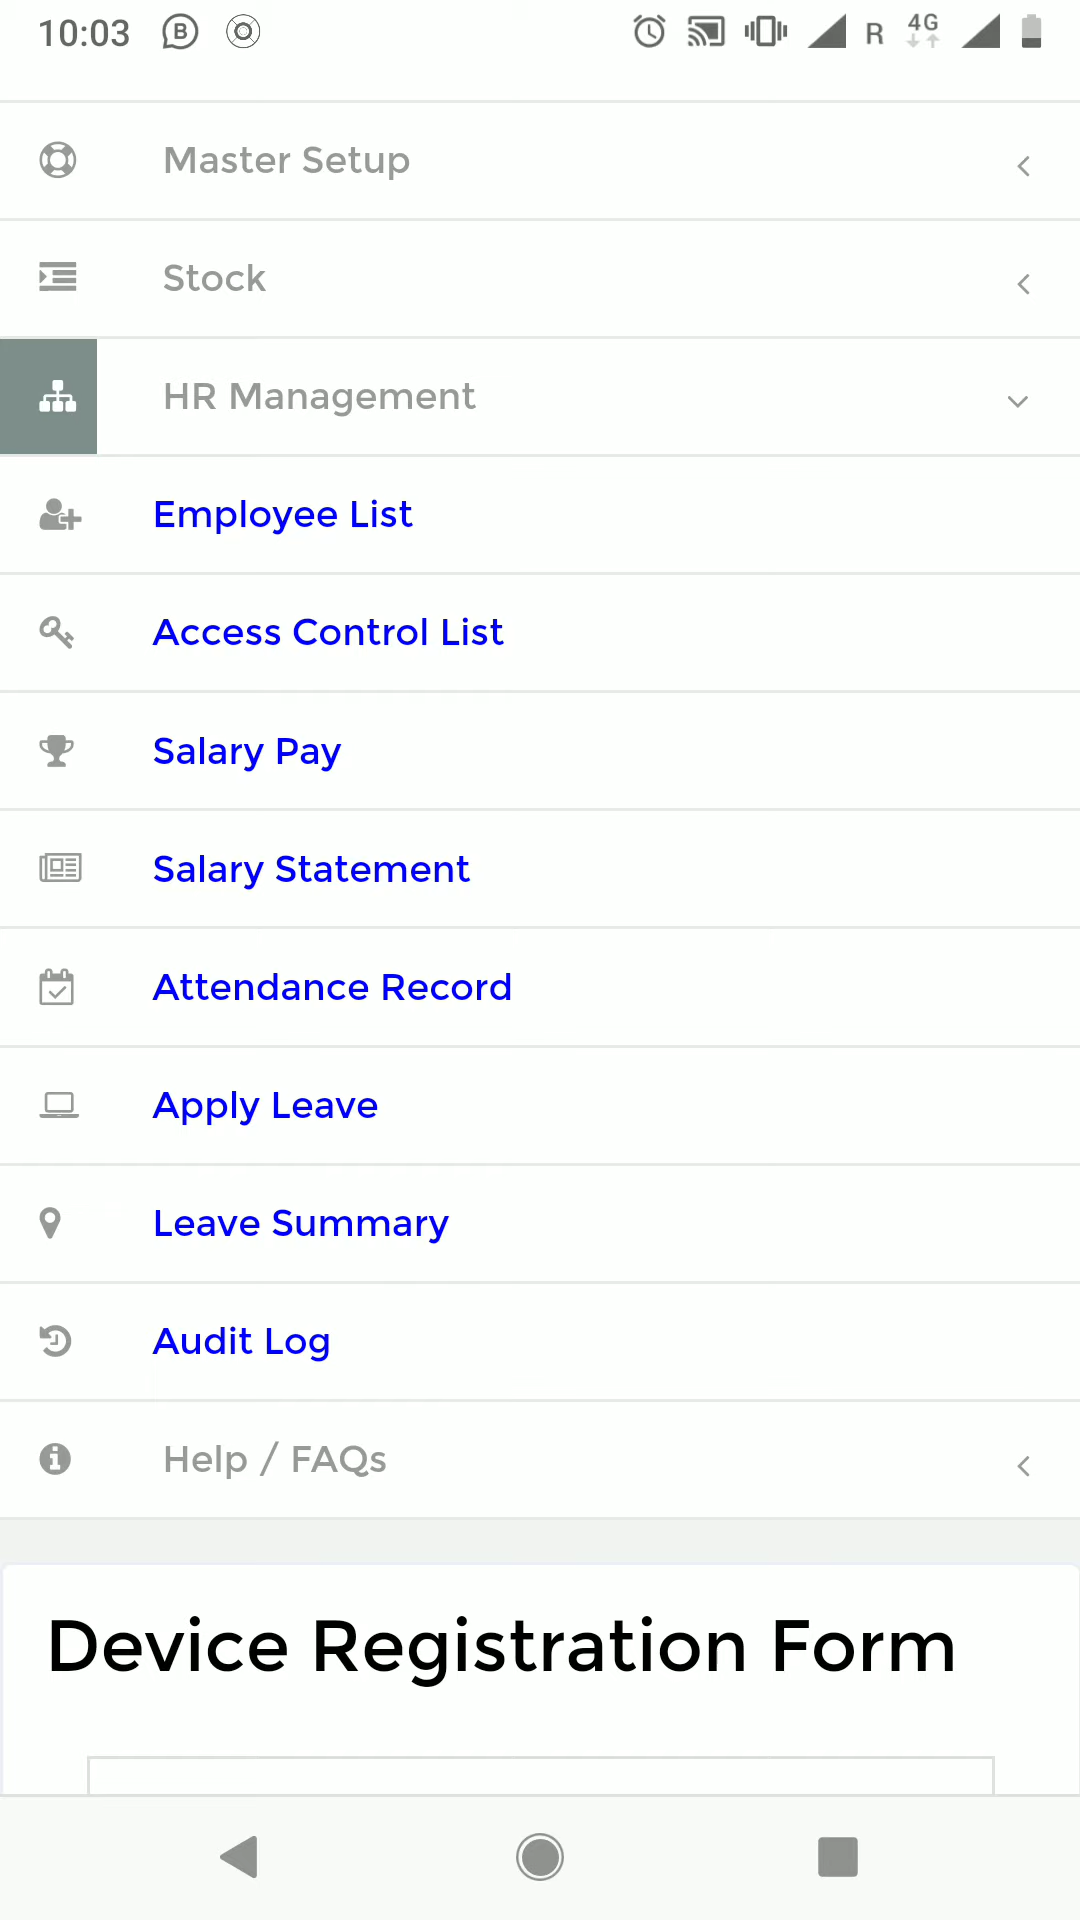 10:03 B R 4G
Master Setup
Stock
HR Management
Employee List
Access Control List
Salary Pay
Salary Statement
Attendance Record
Apply Leave
Leave Summary
Audit Log
Help / FAQs
Device Registration Form